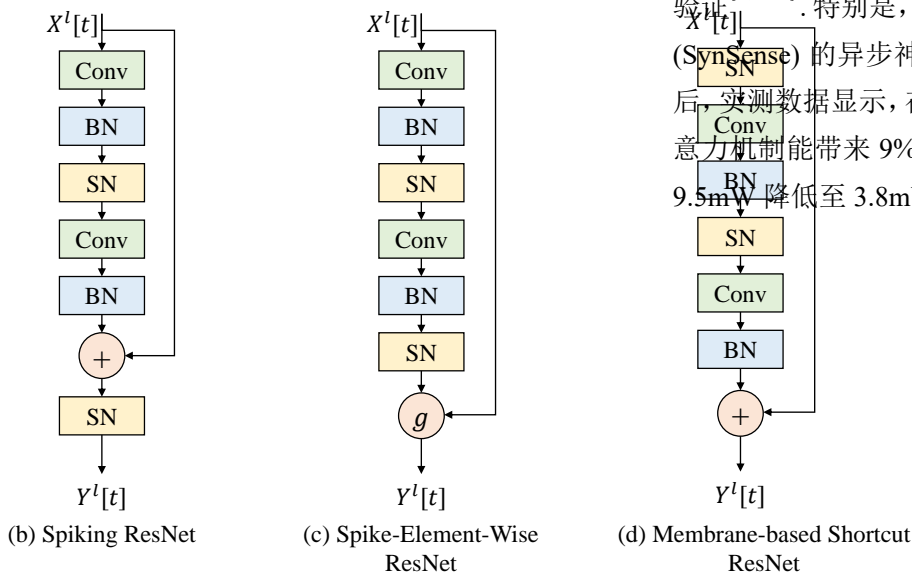 X^l[t]
Conv
BN
SN
Conv
BN
+
SN
Y^l[t]
(b) Spiking ResNet
X^l[t]
Conv
BN
SN
Conv
BN
SN
g
Y^l[t]
(c) Spike-Element-Wise
ResNet
X^l[t]
SN
Conv
BN
SN
Conv
BN
+
Y^l[t]
(d) Membrane-based Shortcut
ResNet
验证 . 特别是,
(SynSense) 的异步神
后, 实测数据显示, 在
意力机制能带来 9%
9.5mW 降低至 3.8m